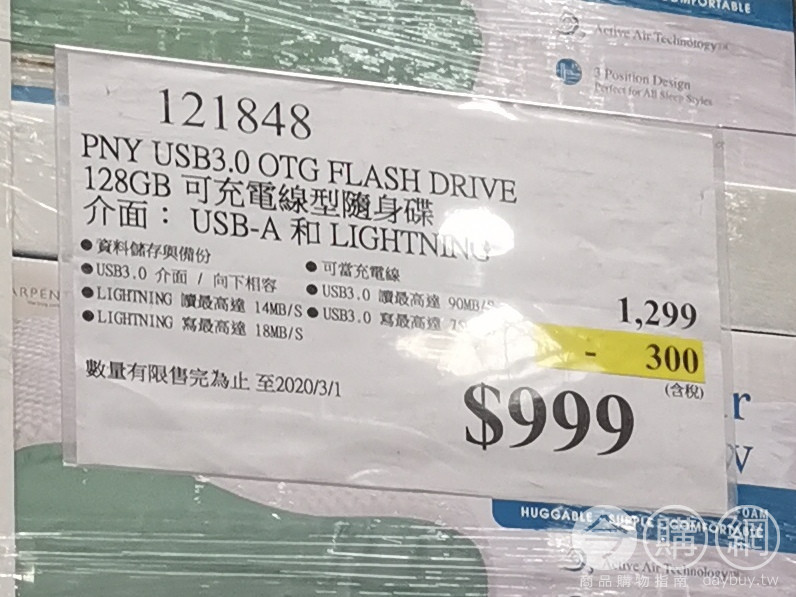 COMFORTABLE
Active Air Technology™
3 Position Design
Perfect for All Sleep Styles
121848
PNY USB3.0 OTG FLASH DRIVE
128GB 可充電線型隨身碟
介面： USB-A 和 LIGHTNING
●資料儲存與備份 ●可當充電線
●USB3.0 介面 / 向下相容 ●USB3.0 讀最高達 90MB/S
●LIGHTNING 讀最高達 14MB/S ●USB3.0 寫最高達
●LIGHTNING 寫最高達 18MB/S
1,299
- 300
(含稅)
數量有限售完為止 至2020/3/1
$999
HUGGABLE SUPPLE COMFORTABLE
Active Air Technology
商品購物指南 daybuy.tw